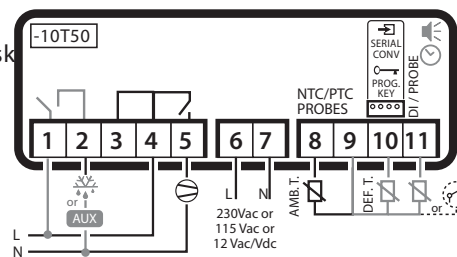 -10T50
sk
SERIAL
CONV
PROG.
KEY
DI / PROBE
NTC/PTC
PROBES
1 2 3 4 5 6 7 8 9 10 11
or
AUX
L N
230Vac or
115 Vac or
12 Vac/Vdc
AMB. T.
DEF. T.
or
L
N